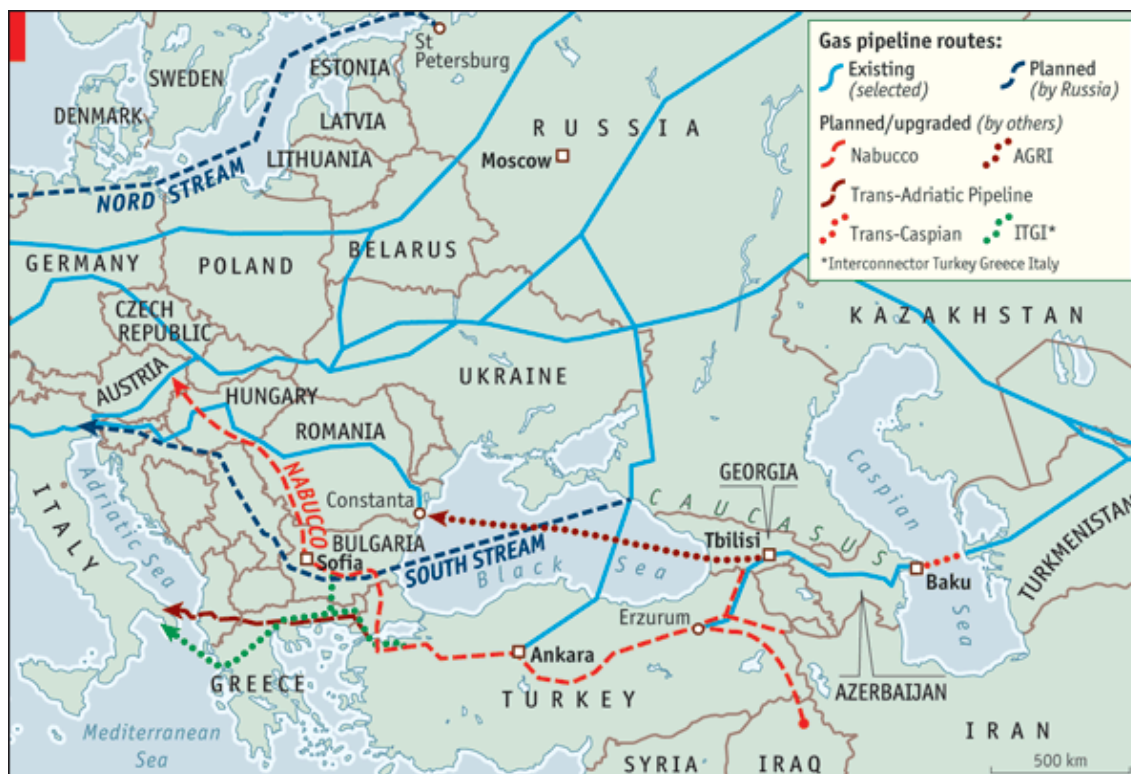 Gas pipeline routes:
Existing
(selected)
Planned
(by Russia)
Planned/upgraded (by others)
Nabucco
AGRI
Trans-Adriatic Pipeline
Trans-Caspian
ITGI*
*Interconnector Turkey Greece Italy
St
Petersburg
SWEDEN
ESTONIA
DENMARK
LATVIA
RUSSIA
LITHUANIA
Moscow
NORD STREAM
BELARUS
GERMANY
POLAND
CZECH
REPUBLIC
KAZAKHSTAN
AUSTRIA
UKRAINE
HUNGARY
ROMANIA
ITALY
Adriatic Sea
NABUCCO
Constanta
GEORGIA
CAUCASUS
Caspian
Sea
TURKMENISTAN
BULGARIA
Sofia
SOUTH STREAM
Black Sea
Tbilisi
Baku
Erzurum
Ankara
GREECE
TURKEY
AZERBAIJAN
Mediterranean
Sea
SYRIA
IRAQ
IRAN
500 km